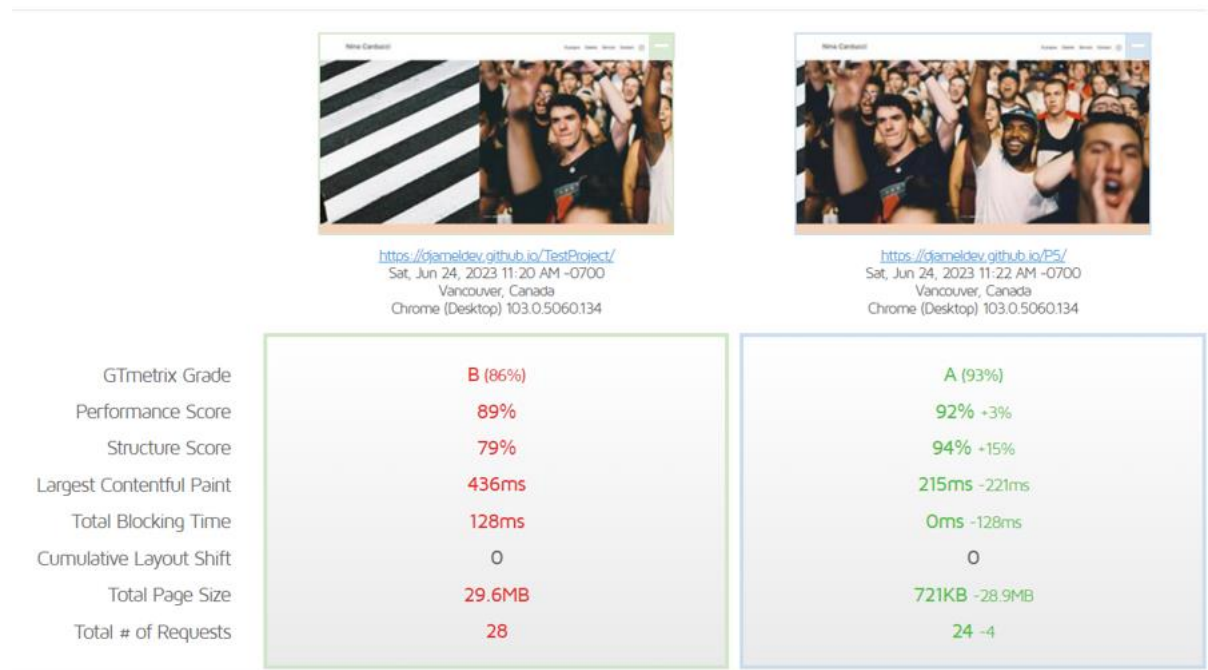 Nina Carducci
Nina Carducci
https://djameldev.github.io/TestProject/
Sat, Jun 24, 2023 11:20 AM -0700
Vancouver, Canada
Chrome (Desktop) 103.0.5060.134
https://djameldev.github.io/P5/
Sat, Jun 24, 2023 11:22 AM -0700
Vancouver, Canada
Chrome (Desktop) 103.0.5060.134
GTmetrix Grade B (86%) A (93%)
Performance Score 89% 92% +3%
Structure Score 79% 94% +15%
Largest Contentful Paint 436ms 215ms -221ms
Total Blocking Time 128ms 0ms -128ms
Cumulative Layout Shift 0 0
Total Page Size 29.6MB 721KB -28.9MB
Total # of Requests 28 24 -4